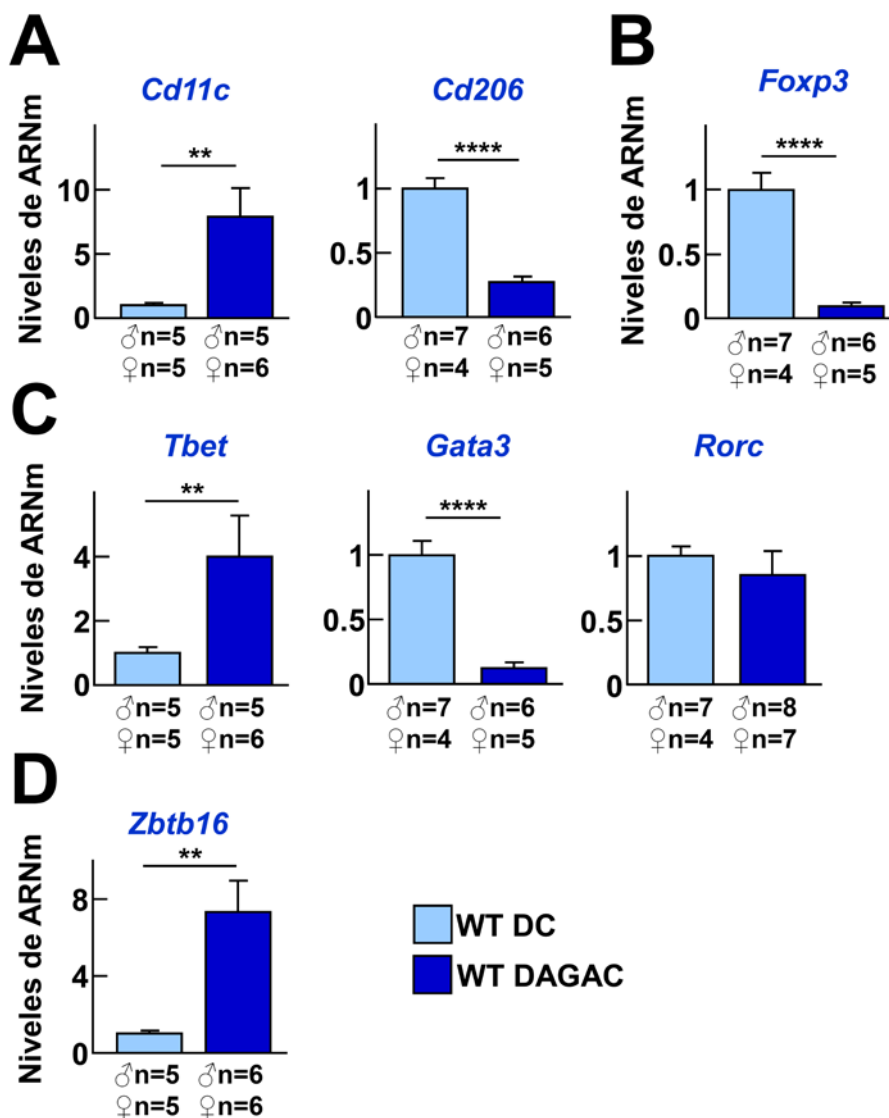 A
B
Cd11c
Cd206
Foxp3
Niveles de ARNm
**
10
5
0
♂n=5 ♂n=5
♀n=5 ♀n=6
****
1
0.5
0
♂n=7 ♂n=6
♀n=4 ♀n=5
Niveles de ARNm
****
1
0.5
0
♂n=7 ♂n=6
♀n=4 ♀n=5
C
Tbet
Gata3
Rorc
Niveles de ARNm
**
4
2
0
♂n=5 ♂n=5
♀n=5 ♀n=6
****
1
0.5
0
♂n=7 ♂n=6
♀n=4 ♀n=5
1
0.5
0
♂n=7 ♂n=8
♀n=4 ♀n=7
D
Zbtb16
Niveles de ARNm
**
8
4
0
♂n=5 ♂n=6
♀n=5 ♀n=6
WT DC
WT DAGAC